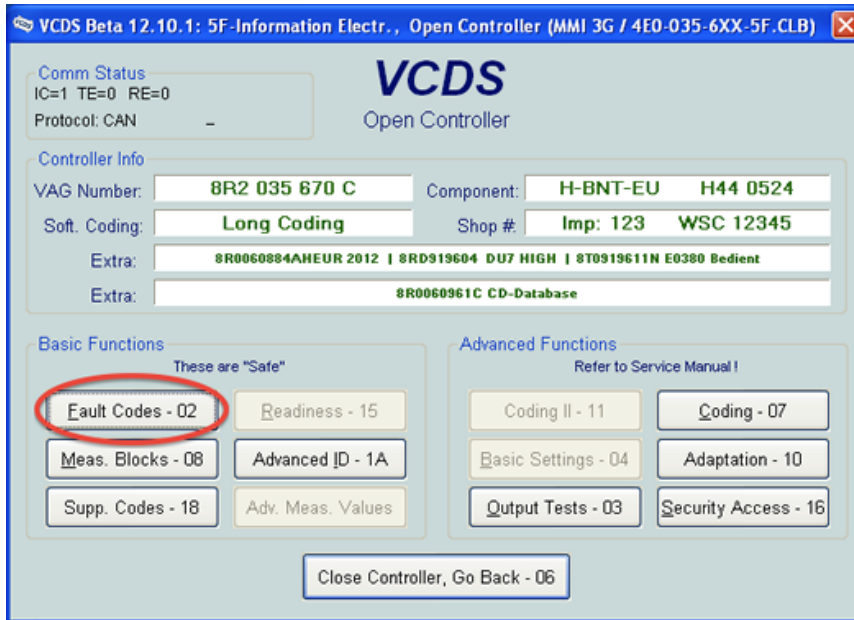 VCDS Beta 12.10.1: 5F-Information Electr., Open Controller (MMI 3G / 4E0-035-6XX-5F.CLB)
Comm Status
IC=1 TE=0 RE=0
Protocol: CAN –
VCDS
Open Controller
Controller Info
VAG Number: 8R2 035 670 C Component: H-BNT-EU H44 0524
Soft. Coding: Long Coding Shop #: Imp: 123 WSC 12345
Extra: 8R0060884AHEUR 2012 | 8RD919604 DU7 HIGH | 8T0919611N E0380 Bedient
Extra: 8R0060961C CD-Database
Basic Functions
These are "Safe"
Fault Codes - 02 Readiness - 15
Meas. Blocks - 08 Advanced ID - 1A
Supp. Codes - 18 Adv. Meas. Values
Advanced Functions
Refer to Service Manual !
Coding II - 11 Coding - 07
Basic Settings - 04 Adaptation - 10
Output Tests - 03 Security Access - 16
Close Controller, Go Back - 06